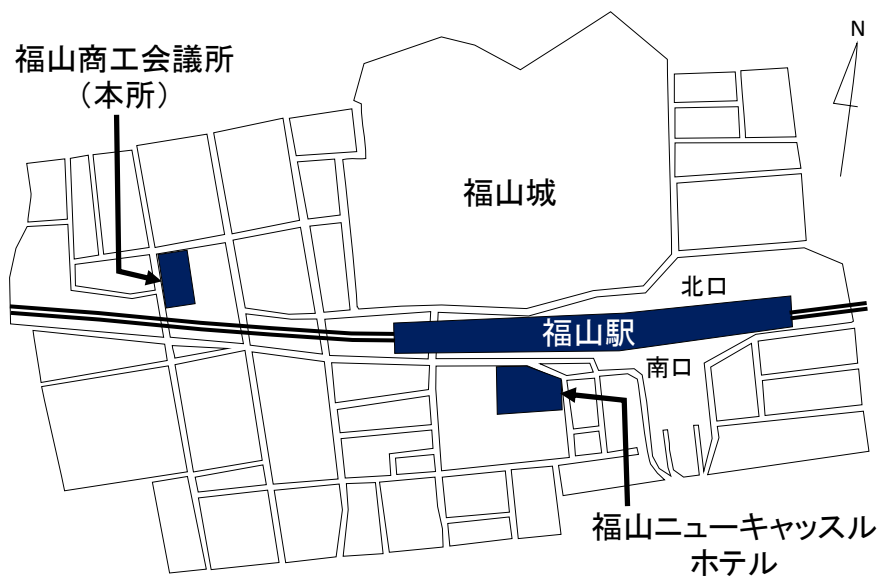 福山商工会議所
（本所）
N
福山城
北口
福山駅
南口
福山ニューキャッスル
ホテル